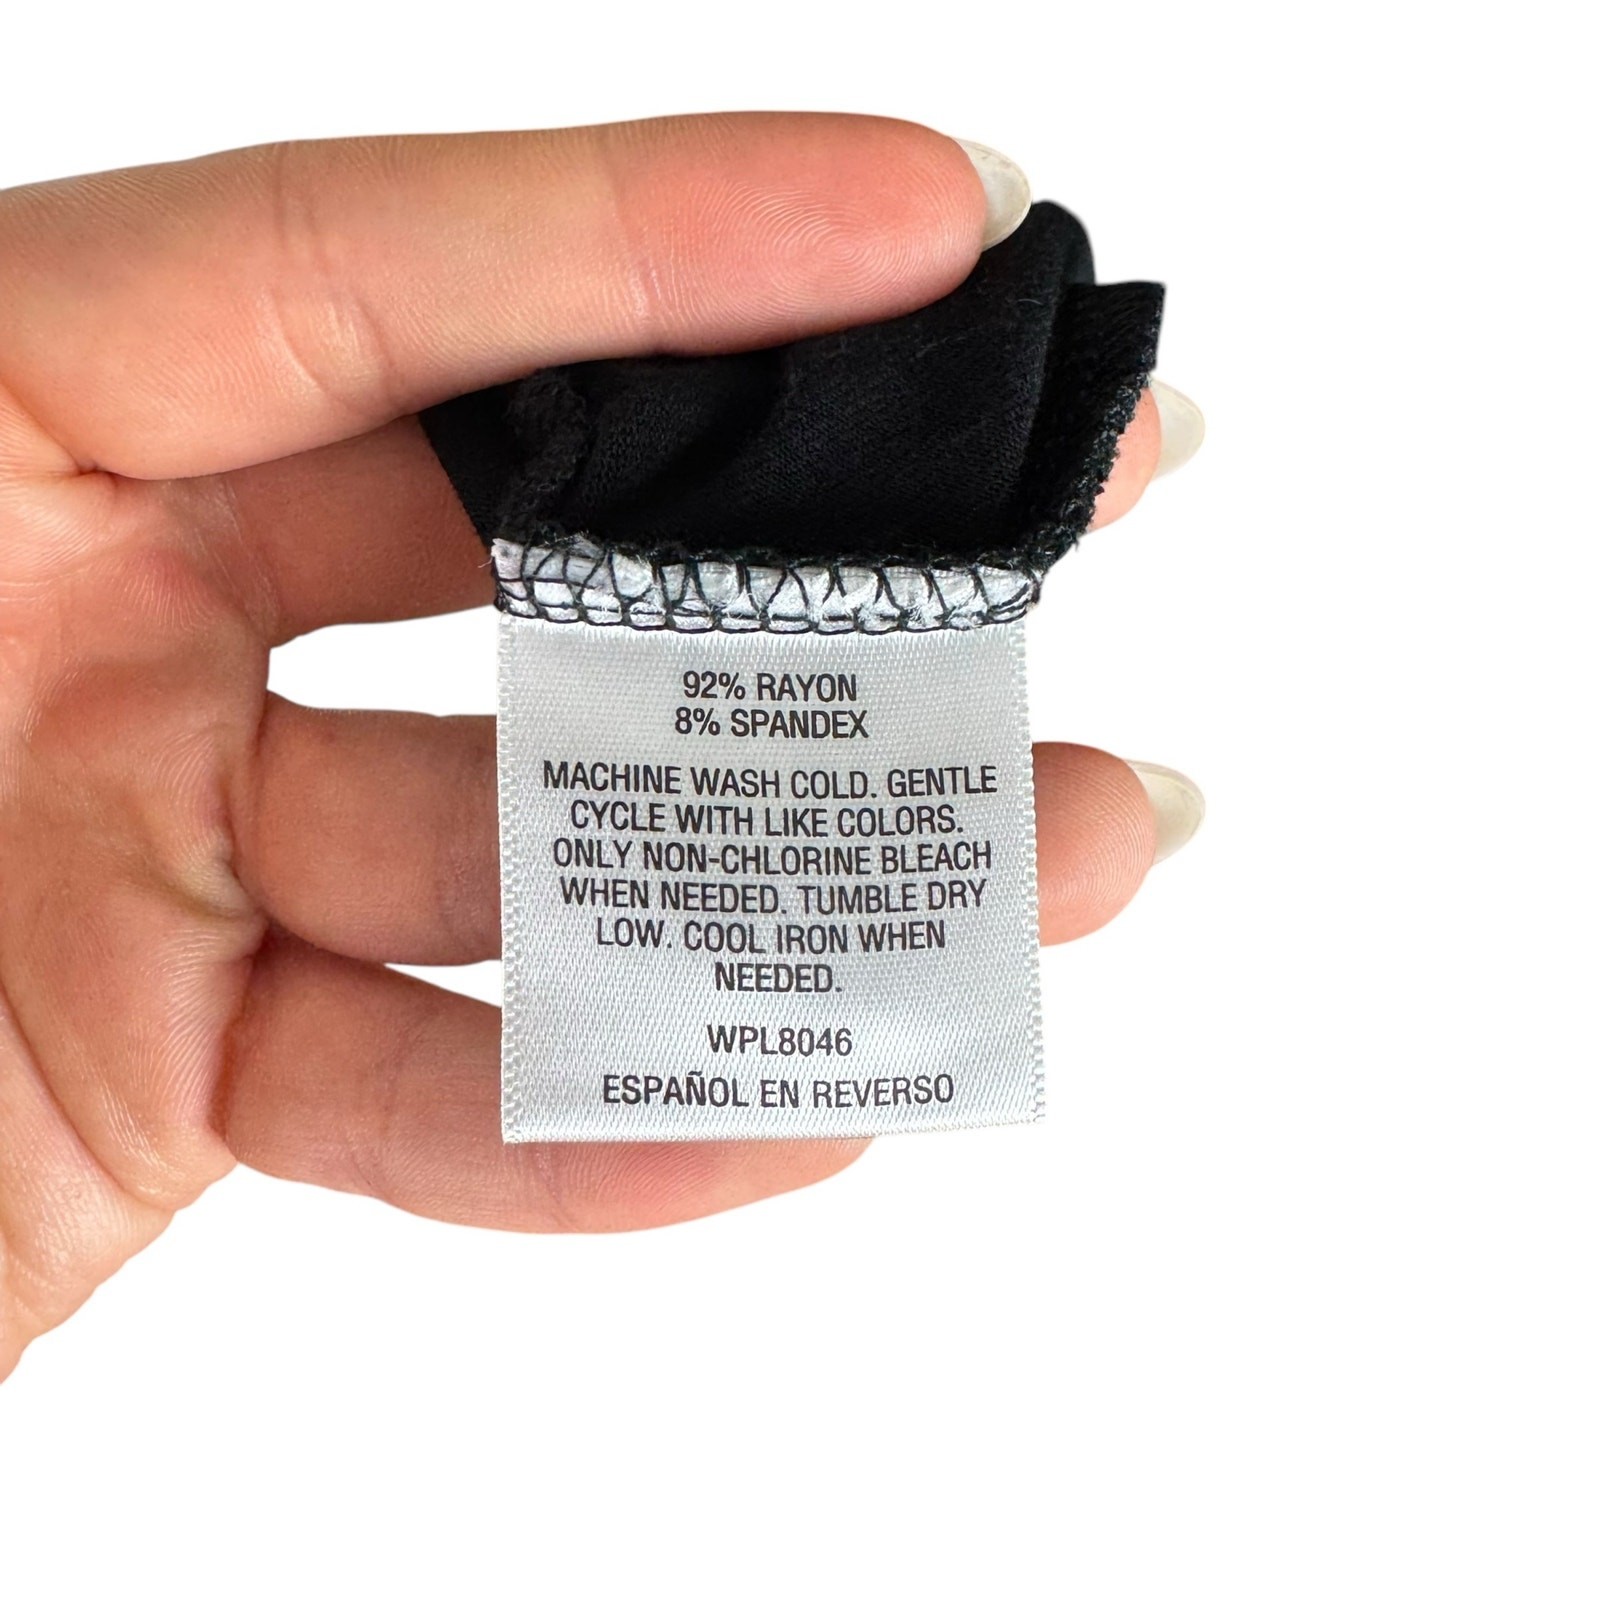 92% RAYON
8% SPANDEX
MACHINE WASH COLD. GENTLE
CYCLE WITH LIKE COLORS.
ONLY NON-CHLORINE BLEACH
WHEN NEEDED. TUMBLE DRY
LOW. COOL IRON WHEN
NEEDED.
WPL8046
ESPAÑOL EN REVERSO